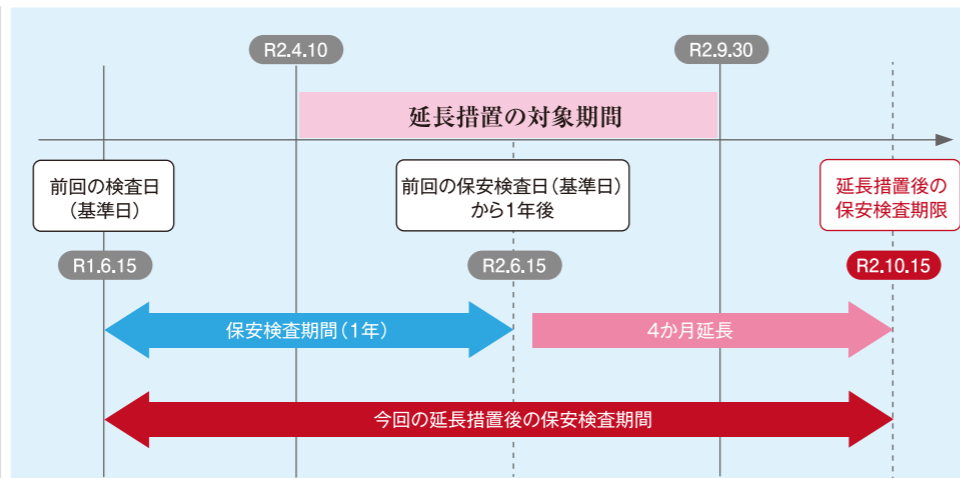 R2.4.10
R2.9.30
延長措置の対象期間
前回の検査日
（基準日）
前回の保安検査日（基準日）
から1年後
延長措置後の
保安検査期限
R1.6.15
R2.6.15
R2.10.15
保安検査期間（1年）
4か月延長
今回の延長措置後の保安検査期間